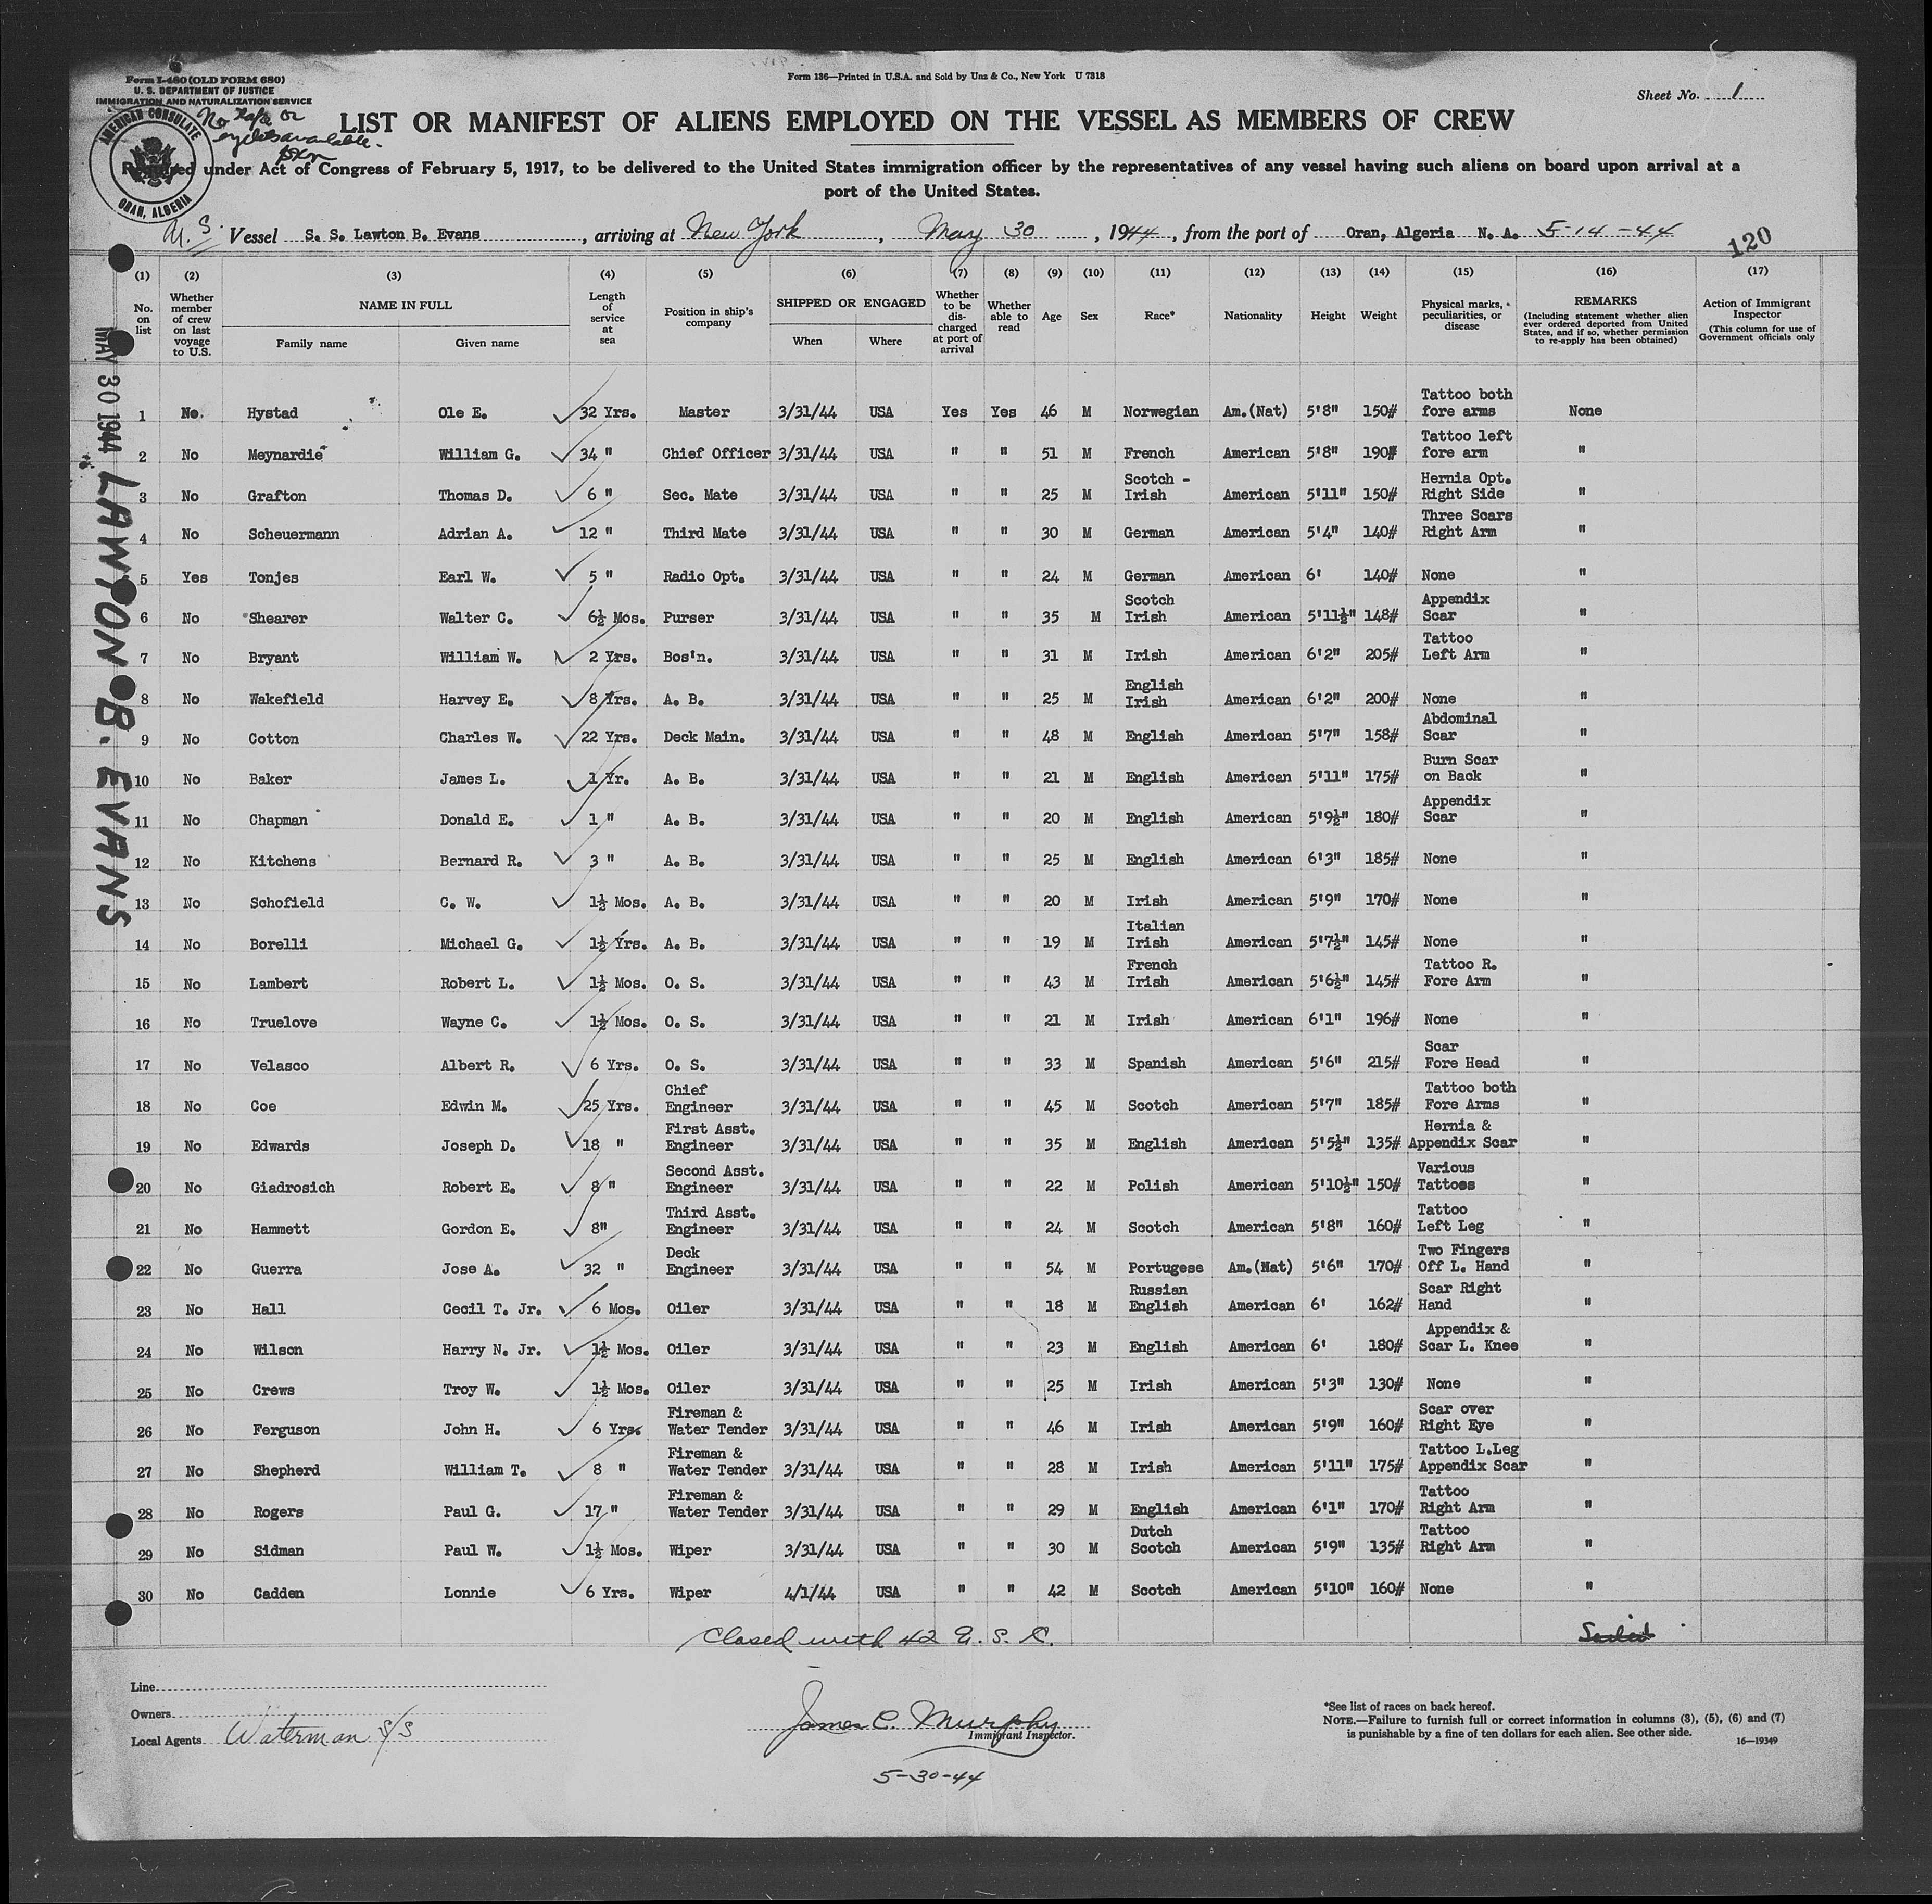 Form I-480 (OLD FORM 680)
U. S. DEPARTMENT OF JUSTICE
IMMIGRATION AND NATURALIZATION SERVICE
Form 136—Printed in U.S.A. and Sold by Unz & Co., New York U 7318
Sheet No. 1
AMERICAN CONSULATE
ORAN, ALGERIA
No or
available.
LIST OR MANIFEST OF ALIENS EMPLOYED ON THE VESSEL AS MEMBERS OF CREW
Required under Act of Congress of February 5, 1917, to be delivered to the United States immigration officer by the representatives of any vessel having such aliens on board upon arrival at a
port of the United States.
U. S. Vessel S. S. Lawton B. Evans, arriving at New York, May 30, 1944, from the port of Oran, Algeria N. A. 5-14-44
120
MAY 30 1944 LAWTON B. EVANS
(1) (2) (3) (4) (5) (6) (7) (8) (9) (10) (11) (12) (13) (14) (15) (16) (17)
No. on list
Whether member of crew on last voyage to U.S.
NAME IN FULL
Family name
Given name
Length of service at sea
Position in ship's company
SHIPPED OR ENGAGED
When
Where
Whether to be discharged at port of arrival
Whether able to read
Age
Sex
Race*
Nationality
Height
Weight
Physical marks, peculiarities, or disease
REMARKS
(Including statement whether alien ever ordered deported from United States, and if so, whether permission to re-apply has been obtained)
Action of Immigrant Inspector
(This column for use of Government officials only
1 No. Hystad Ole E. 32 Yrs. Master 3/31/44 USA Yes Yes 46 M Norwegian Am.(Nat) 5'8" 150# Tattoo both fore arms None
2 No Meynardie William G. 34 " Chief Officer 3/31/44 USA " " 51 M French American 5'8" 190# Tattoo left fore arm "
3 No Grafton Thomas D. 6 " Sec. Mate 3/31/44 USA " " 25 M Scotch - Irish American 5'11" 150# Hernia Opt. Right Side "
4 No Scheuermann Adrian A. 12 " Third Mate 3/31/44 USA " " 30 M German American 5'4" 140# Three Scars Right Arm "
5 Yes Tonjes Earl W. 5 " Radio Opt. 3/31/44 USA " " 24 M German American 6' 140# None "
6 No Shearer Walter C. 6½ Mos. Purser 3/31/44 USA " " 35 M Scotch Irish American 5'11½" 148# Appendix Scar "
7 No Bryant William W. 2 Yrs. Bos'n. 3/31/44 USA " " 31 M Irish American 6'2" 205# Tattoo Left Arm "
8 No Wakefield Harvey E. 8 Yrs. A. B. 3/31/44 USA " " 25 M English Irish American 6'2" 200# None "
9 No Cotton Charles W. 22 Yrs. Deck Main. 3/31/44 USA " " 48 M English American 5'7" 158# Abdominal Scar "
10 No Baker James L. 1 Yr. A. B. 3/31/44 USA " " 21 M English American 5'11" 175# Burn Scar on Back "
11 No Chapman Donald E. 1 " A. B. 3/31/44 USA " " 20 M English American 5'9½" 180# Appendix Scar "
12 No Kitchens Bernard R. 3 " A. B. 3/31/44 USA " " 25 M English American 6'3" 185# None "
13 No Schofield C. W. 1½ Mos. A. B. 3/31/44 USA " " 20 M Irish American 5'9" 170# None "
14 No Borelli Michael G. 1½ Yrs. A. B. 3/31/44 USA " " 19 M Italian Irish American 5'7½" 145# None "
15 No Lambert Robert L. 1½ Mos. O. S. 3/31/44 USA " " 43 M French Irish American 5'6½" 145# Tattoo R. Fore Arm "
16 No Truelove Wayne C. 1½ Mos. O. S. 3/31/44 USA " " 21 M Irish American 6'1" 196# None "
17 No Velasco Albert R. 6 Yrs. O. S. 3/31/44 USA " " 33 M Spanish American 5'6" 215# Scar Fore Head "
18 No Coe Edwin M. 25 Yrs. Chief Engineer 3/31/44 USA " " 45 M Scotch American 5'7" 185# Tattoo both Fore Arms "
19 No Edwards Joseph D. 18 " First Asst. Engineer 3/31/44 USA " " 35 M English American 5'5½" 135# Hernia & Appendix Scar "
20 No Giadrosich Robert E. 8 " Second Asst. Engineer 3/31/44 USA " " 22 M Polish American 5'10½" 150# Various Tattoes "
21 No Hammett Gordon E. 8" Third Asst. Engineer 3/31/44 USA " " 24 M Scotch American 5'8" 160# Tattoo Left Leg "
22 No Guerra Jose A. 32 " Deck Engineer 3/31/44 USA " " 54 M Portugese Am.(Nat) 5'6" 170# Two Fingers Off L. Hand "
23 No Hall Cecil T. Jr. 6 Mos. Oiler 3/31/44 USA " " 18 M Russian English American 6' 162# Scar Right Hand "
24 No Wilson Harry N. Jr. 1½ Mos. Oiler 3/31/44 USA " " 23 M English American 6' 180# Appendix & Scar L. Knee "
25 No Crews Troy W. 1½ Mos. Oiler 3/31/44 USA " " 25 M Irish American 5'3" 130# None "
26 No Ferguson John H. 6 Yrs. Fireman & Water Tender 3/31/44 USA " " 46 M Irish American 5'9" 160# Scar over Right Eye "
27 No Shepherd William T. 8 " Fireman & Water Tender 3/31/44 USA " " 28 M Irish American 5'11" 175# Tattoo L.Leg Appendix Scar "
28 No Rogers Paul G. 17 " Fireman & Water Tender 3/31/44 USA " " 29 M English American 6'1" 170# Tattoo Right Arm "
29 No Sidman Paul W. 1½ Mos. Wiper 3/31/44 USA " " 30 M Dutch Scotch American 5'9" 135# Tattoo Right Arm "
30 No Cadden Lonnie 6 Yrs. Wiper 4/1/44 USA " " 42 M Scotch American 5'10" 160# None "
Closed with 42 U. S. C.
Line
Owners
Local Agents Waterman S/S
James C. Murphy
Immigrant Inspector.
5-30-44
*See list of races on back hereof.
NOTE.—Failure to furnish full or correct information in columns (3), (5), (6) and (7)
is punishable by a fine of ten dollars for each alien. See other side.
16—19349